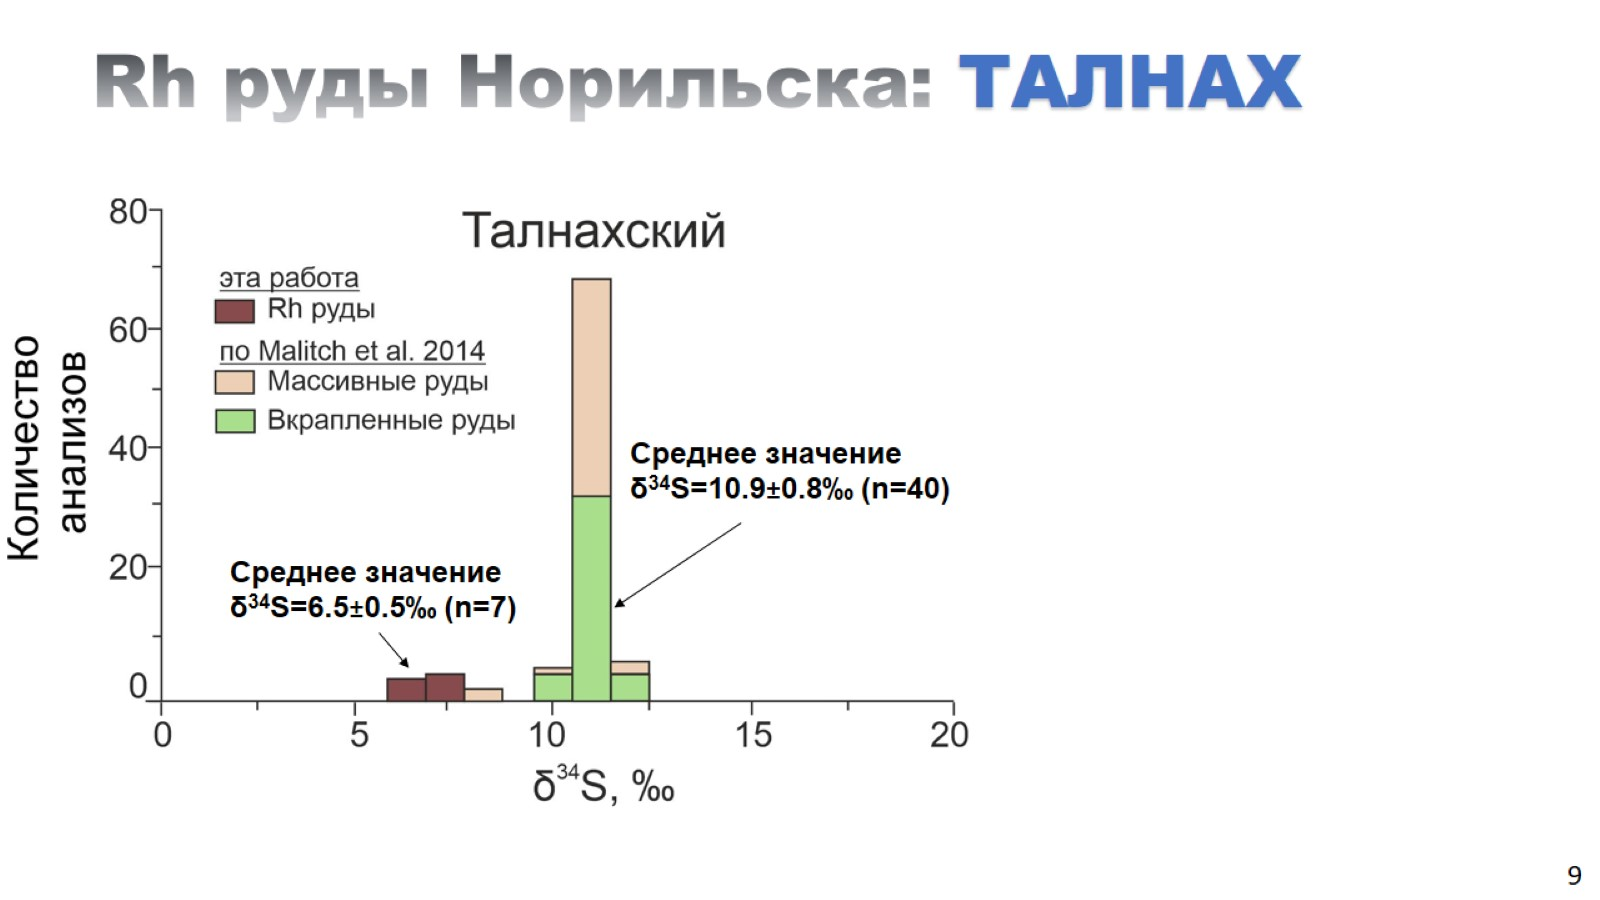 Rh руды Норильска: ТАЛНАХ
Талнахский
эта работа
Rh руды
по Malitch et al. 2014
Массивные руды
Вкрапленные руды
Среднее значение
δ³⁴S=10.9±0.8‰ (n=40)
Среднее значение
δ³⁴S=6.5±0.5‰ (n=7)
Количество
анализов
80
60
40
20
0
0 5 10 15 20
δ³⁴S, ‰
9